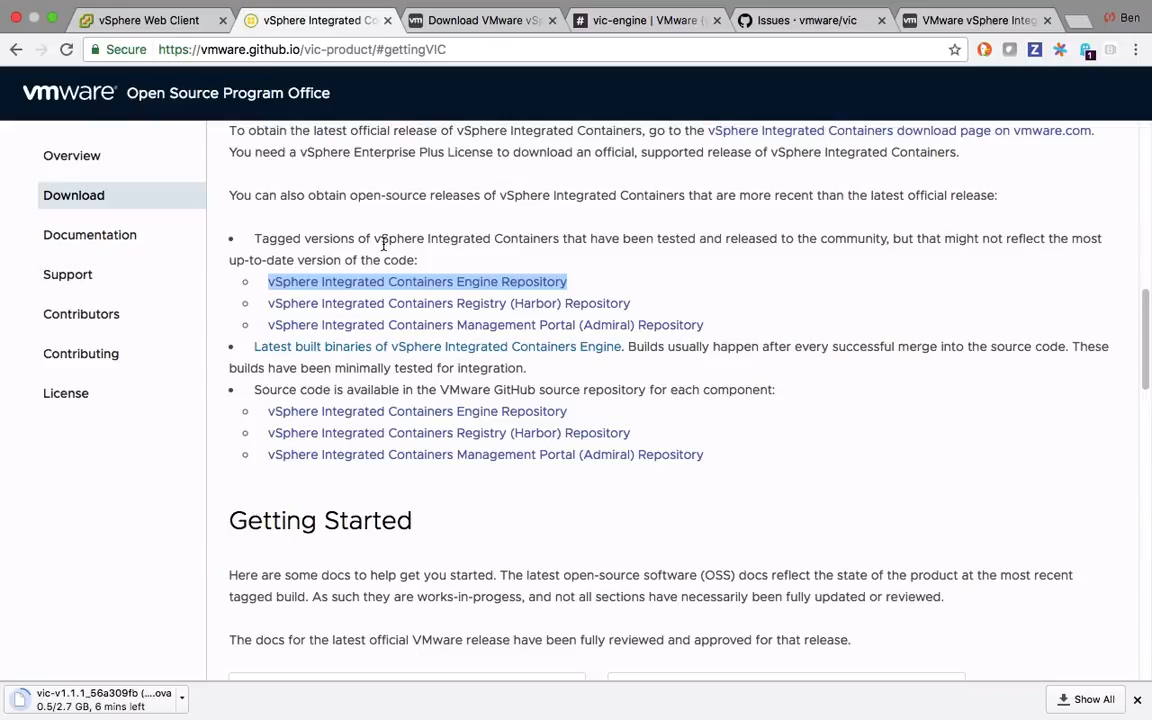 vSphere Web Client
vSphere Integrated Co
Download VMware vSp
vic-engine | VMware {
Issues · vmware/vic
VMware vSphere Integ
Ben
Secure
https://vmware.github.io/vic-product/#gettingVIC
Z
1
vmware Open Source Program Office
Overview
Download
Documentation
Support
Contributors
Contributing
License
To obtain the latest official release of vSphere Integrated Containers, go to the vSphere Integrated Containers download page on vmware.com.
You need a vSphere Enterprise Plus License to download an official, supported release of vSphere Integrated Containers.
You can also obtain open-source releases of vSphere Integrated Containers that are more recent than the latest official release:
• Tagged versions of vSphere Integrated Containers that have been tested and released to the community, but that might not reflect the most
up-to-date version of the code:
vSphere Integrated Containers Engine Repository
vSphere Integrated Containers Registry (Harbor) Repository
vSphere Integrated Containers Management Portal (Admiral) Repository
• Latest built binaries of vSphere Integrated Containers Engine. Builds usually happen after every successful merge into the source code. These
builds have been minimally tested for integration.
• Source code is available in the VMware GitHub source repository for each component:
vSphere Integrated Containers Engine Repository
vSphere Integrated Containers Registry (Harbor) Repository
vSphere Integrated Containers Management Portal (Admiral) Repository
Getting Started
Here are some docs to help get you started. The latest open-source software (OSS) docs reflect the state of the product at the most recent
tagged build. As such they are works-in-progess, and not all sections have necessarily been fully updated or reviewed.
The docs for the latest official VMware release have been fully reviewed and approved for that release.
vic-v1.1.1_56a309fb (....ova
0.5/2.7 GB, 6 mins left
Show All